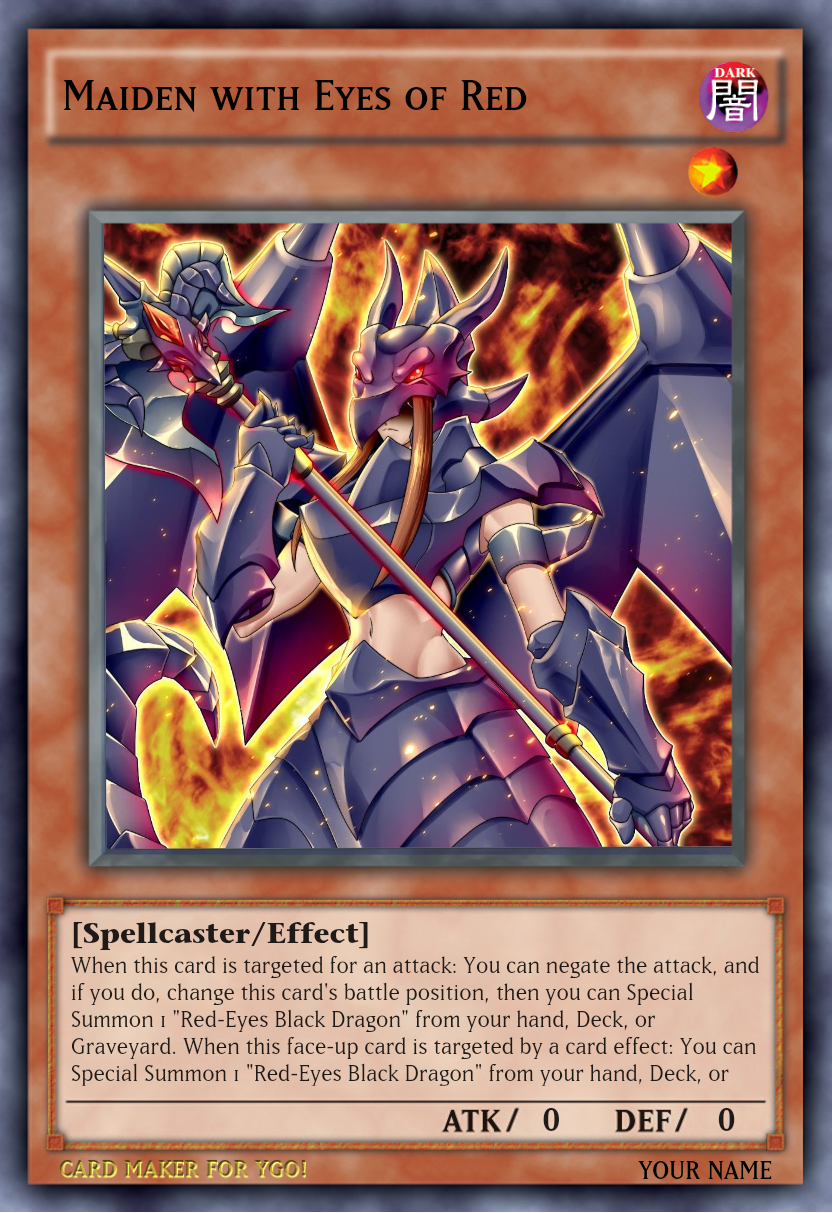 Maiden with Eyes of Red
DARK
闇
[Spellcaster/Effect]
When this card is targeted for an attack: You can negate the attack, and
if you do, change this card's battle position, then you can Special
Summon 1 "Red-Eyes Black Dragon" from your hand, Deck, or
Graveyard. When this face-up card is targeted by a card effect: You can
Special Summon 1 "Red-Eyes Black Dragon" from your hand, Deck, or
ATK/ 0 DEF/ 0
CARD MAKER FOR YGO! YOUR NAME